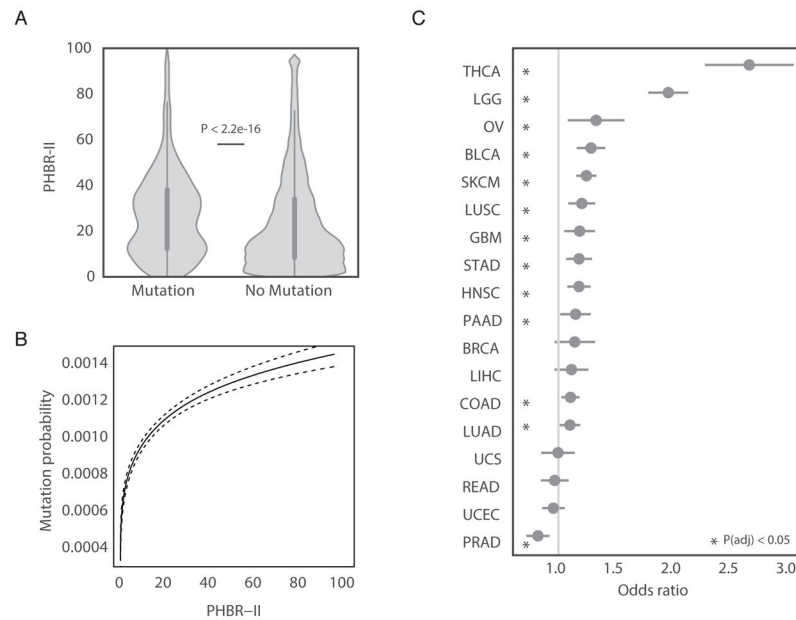 A
100
80
60
40
20
0
PHBR-II
P < 2.2e-16
Mutation
No Mutation
B
0.0014
0.0012
0.0010
0.0008
0.0006
0.0004
Mutation probability
0
20
40
60
80
100
PHBR−II
C
THCA *
LGG *
OV *
BLCA *
SKCM *
LUSC *
GBM *
STAD *
HNSC *
PAAD *
BRCA
LIHC
COAD *
LUAD *
UCS
READ
UCEC
PRAD *
* P(adj) < 0.05
1.0
1.5
2.0
2.5
3.0
Odds ratio